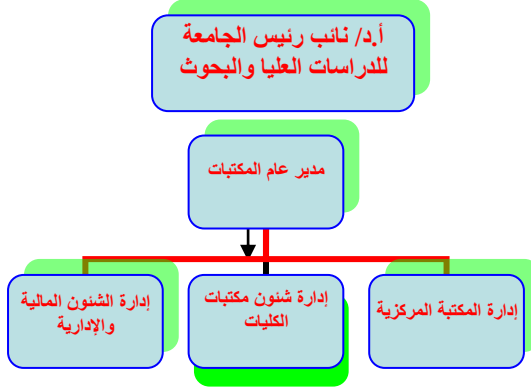 أ.د/ نائب رئيس الجامعة
للدراسات العليا والبحوث
مدير عام المكتبات
إدارة المكتبة المركزية
إدارة شئون مكتبات
الكليات
إدارة الشئون المالية
والإدارية